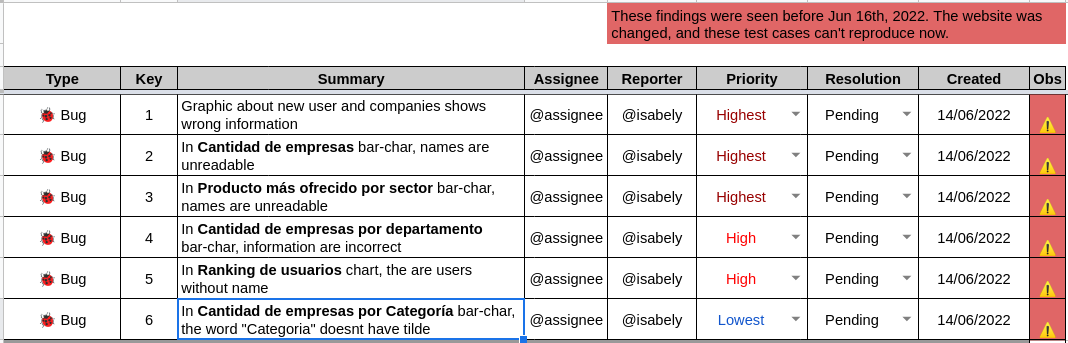 These findings were seen before Jun 16th, 2022. The website was
changed, and these test cases can't reproduce now.
Type Key Summary Assignee Reporter Priority Resolution Created Obs
Bug 1 Graphic about new user and companies shows
wrong information @assignee @isabely Highest Pending 14/06/2022
Bug 2 In Cantidad de empresas bar-char, names are
unreadable @assignee @isabely Highest Pending 14/06/2022
Bug 3 In Producto más ofrecido por sector bar-char,
names are unreadable @assignee @isabely Highest Pending 14/06/2022
Bug 4 In Cantidad de empresas por departamento
bar-char, information are incorrect @assignee @isabely High Pending 14/06/2022
Bug 5 In Ranking de usuarios chart, the are users
without name @assignee @isabely High Pending 14/06/2022
Bug 6 In Cantidad de empresas por Categoría bar-char,
the word "Categoria" doesnt have tilde @assignee @isabely Lowest Pending 14/06/2022